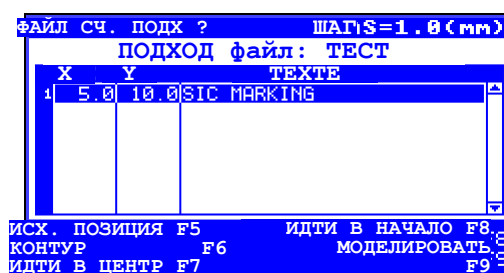 ФАЙЛ СЧ. ПОДХ ? ШАГ S=1.0(mm)
ПОДХОД файл: ТЕСТ
X Y TEXTE
1 5.0 10.0 SIC MARKING
ИСХ. ПОЗИЦИЯ F5 ИДТИ В НАЧАЛО F8
КОНТУР F6 МОДЕЛИРОВАТЬ
ИДТИ В ЦЕНТР F7 F9